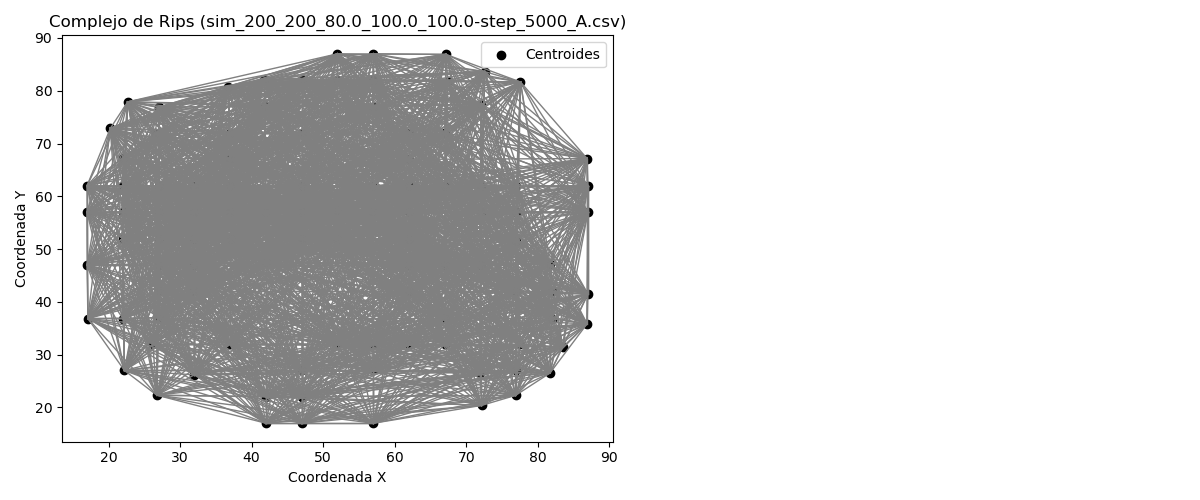 Complejo de Rips (sim_200_200_80.0_100.0_100.0-step_5000_A.csv)
Centroides
90
80
70
60
50
40
30
20
Coordenada Y
20 30 40 50 60 70 80 90
Coordenada X